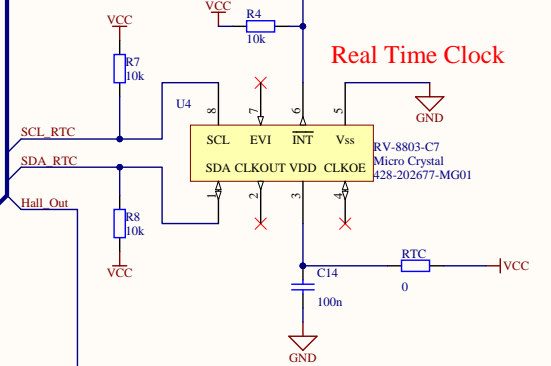 VCC
R4
10k
VCC
Real Time Clock
R7
10k
U4
8
7
6
5
GND
SCL_RTC
SCL
EVI
INT
Vss
RV-8803-C7
Micro Crystal
428-202677-MG01
SDA_RTC
SDA
CLKOUT
VDD
CLKOE
1
2
3
4
Hall_Out
R8
10k
VCC
RTC
0
VCC
C14
100n
GND